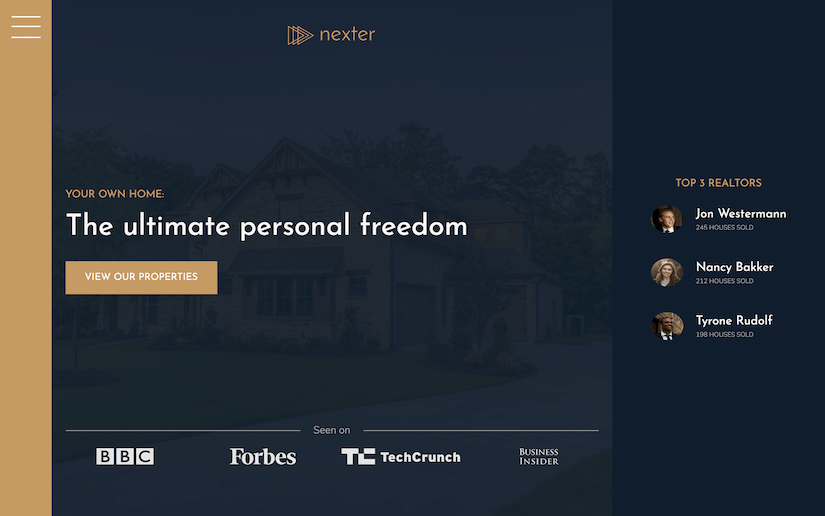 nexter
YOUR OWN HOME:
The ultimate personal freedom
VIEW OUR PROPERTIES
Seen on
BBC
Forbes
TC TechCrunch
BUSINESS
INSIDER
TOP 3 REALTORS
Jon Westermann
245 HOUSES SOLD
Nancy Bakker
212 HOUSES SOLD
Tyrone Rudolf
198 HOUSES SOLD